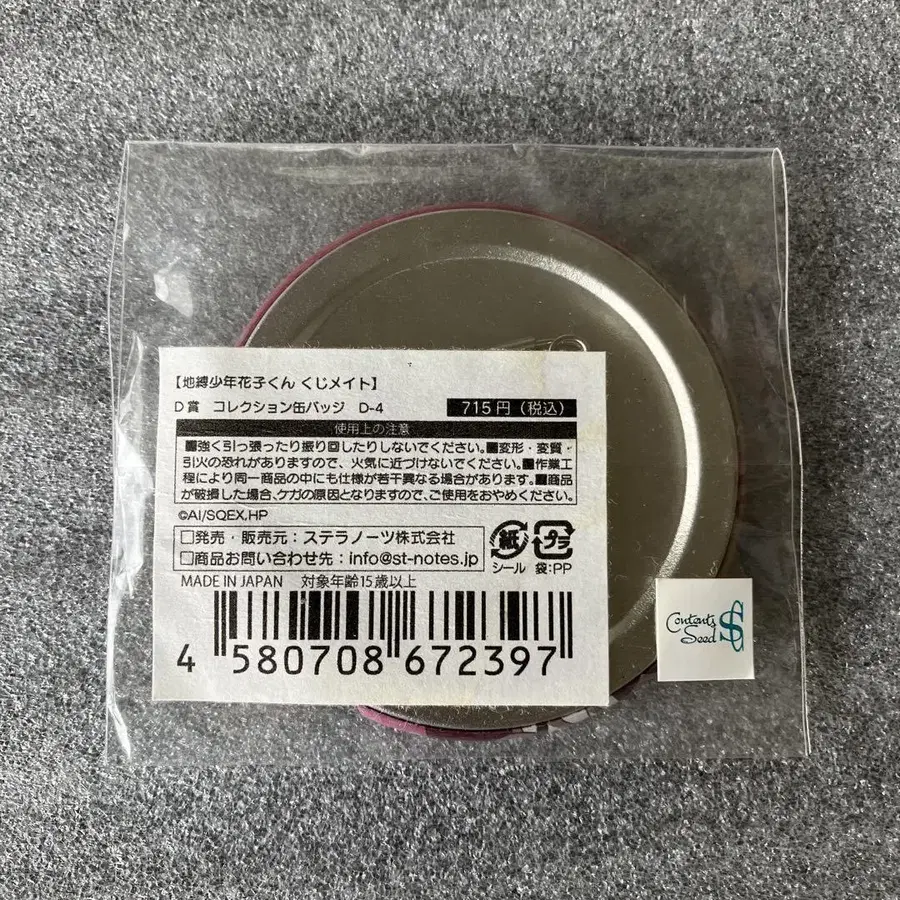 【地縛少年花子くん くじメイト】
D賞 コレクション缶バッジ D-4 715円(税込)
使用上の注意
■強く引っ張ったり振り回したりしないでください。■変形・変質・
引火の恐れがありますので、火気に近づけないでください。■作業工
程により同一商品の中にも仕様が若干異なる場合があります。■商品
が破損した場合、ケガの原因となりますので、ご使用をおやめください。
©AI/SQEX.HP
□発売・販売元：ステラノーツ株式会社
□商品お問い合わせ先：info@st-notes.jp
紙
シール
プラ
袋:PP
MADE IN JAPAN 対象年齢15歳以上
4 580708 672397
Contents
Seed